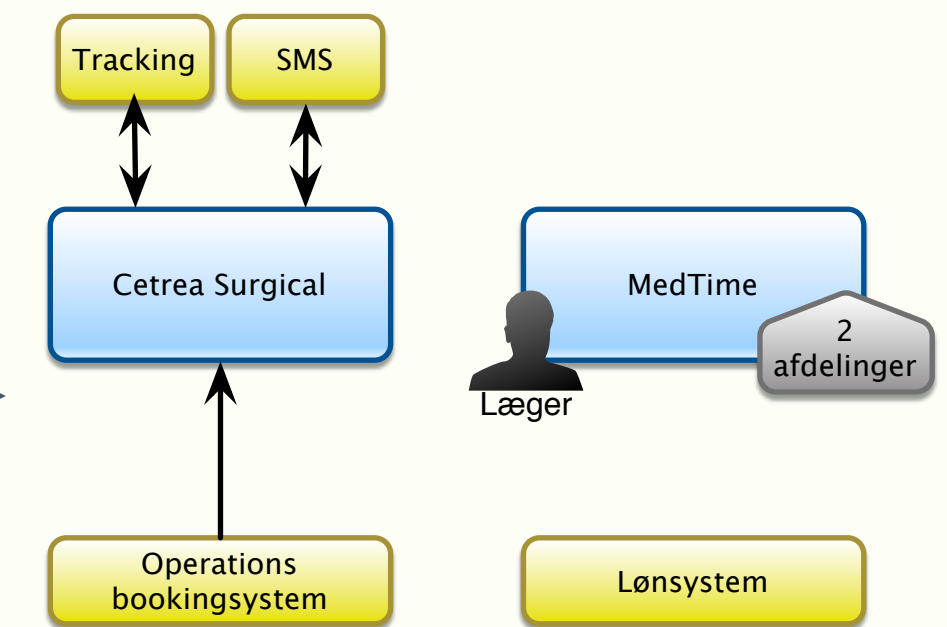 Tracking
SMS
Cetrea Surgical
MedTime
2
afdelinger
Læger
Operations
bookingsystem
Lønsystem